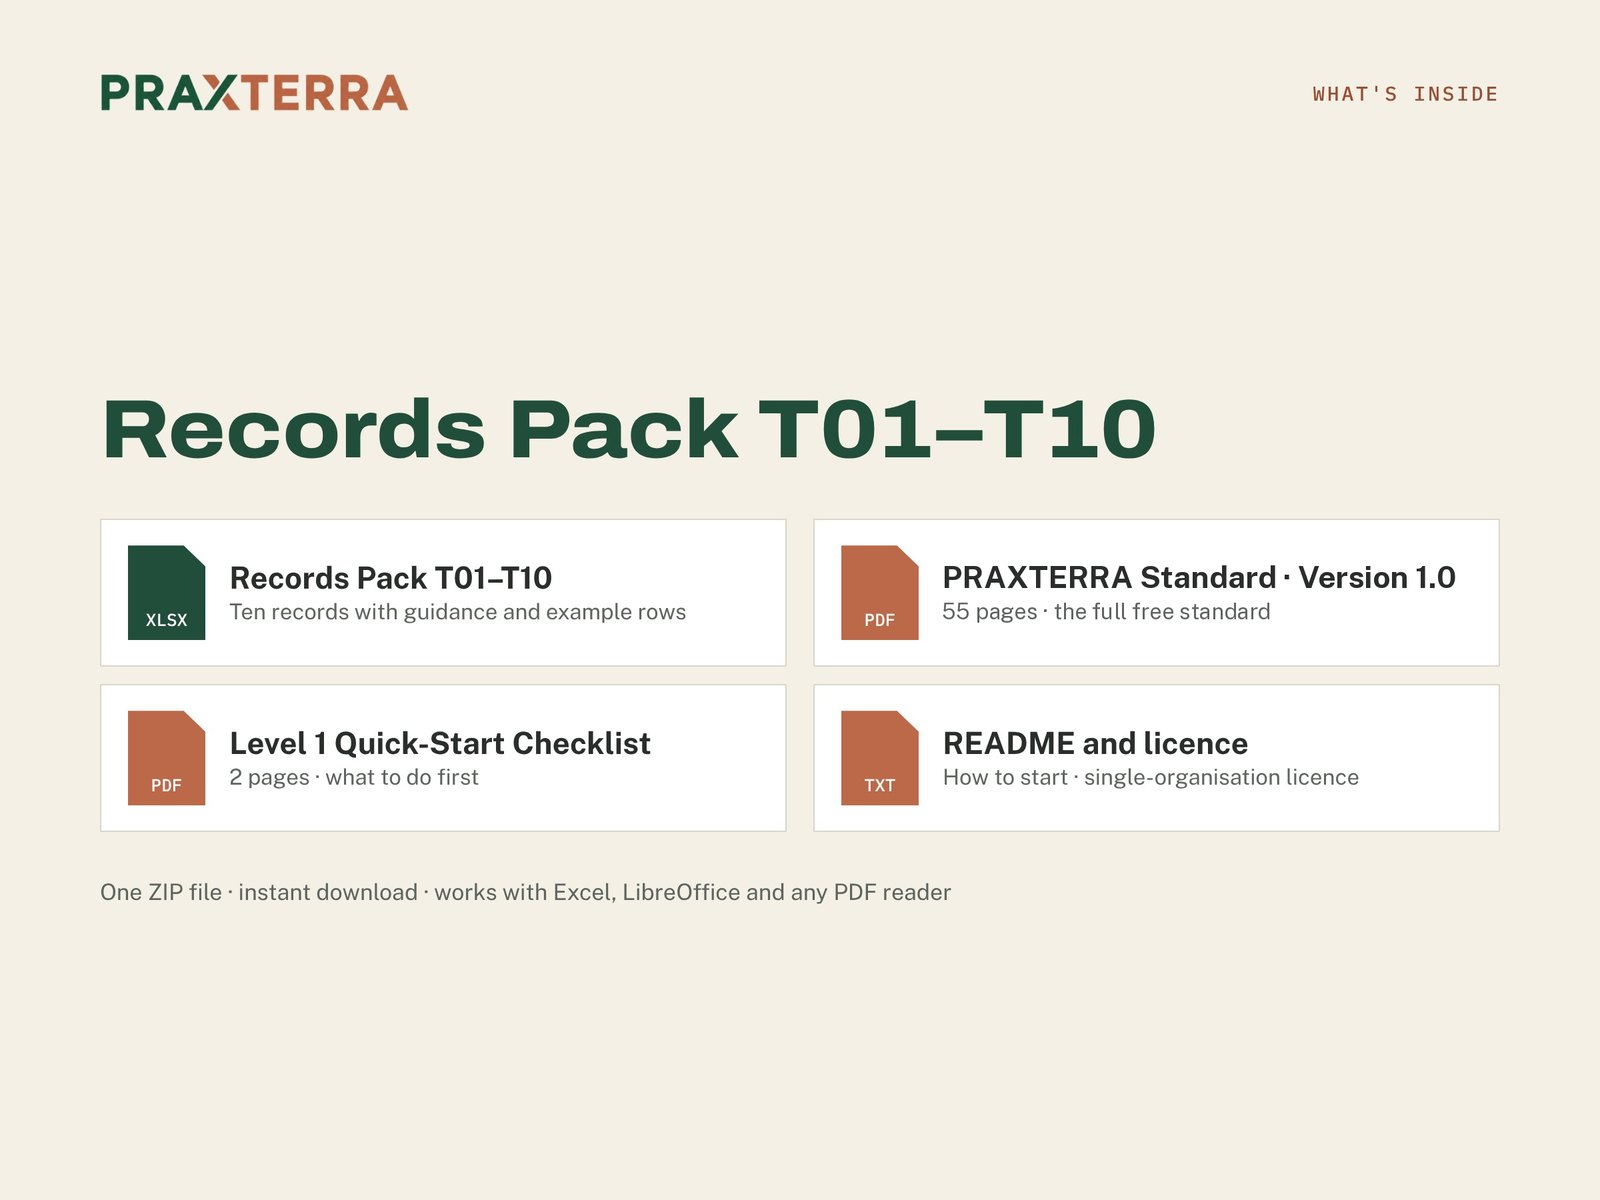 PRAXTERRA
WHAT'S INSIDE
Records Pack T01–T10
XLSX
Records Pack T01–T10
Ten records with guidance and example rows
PDF
PRAXTERRA Standard · Version 1.0
55 pages · the full free standard
PDF
Level 1 Quick-Start Checklist
2 pages · what to do first
TXT
README and licence
How to start · single-organisation licence
One ZIP file · instant download · works with Excel, LibreOffice and any PDF reader